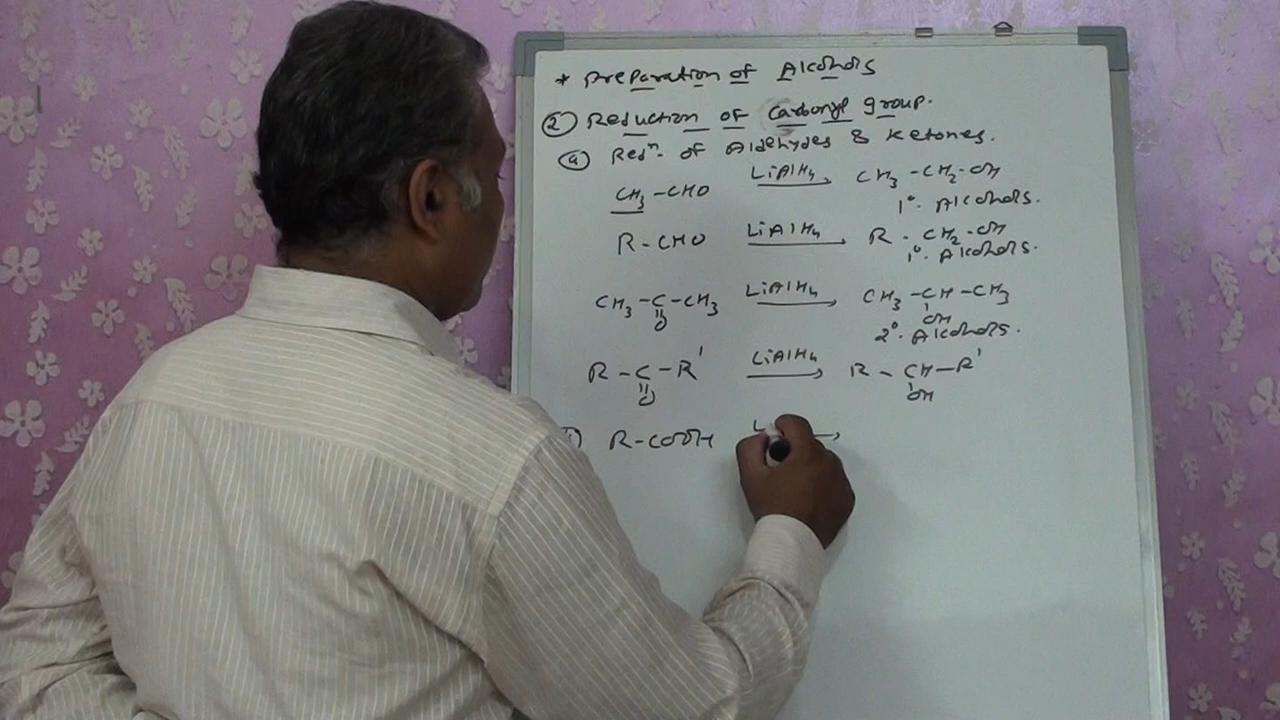 * Preparation of Alcohols
② Reduction of Carbonyl group.
ⓐ Redⁿ. of Aldehydes & Ketones.
CH₃ -CHO LiAlH₄ CH₃ -CH₂-OH
1°. Alcohols.
R-CHO LiAlH₄ R - CH₂-OH
1°. Alcohols.
CH₃ -C-CH₃ LiAlH₄ CH₃ -CH-CH₃
O OH
2°. Alcohols.
R -C-R' LiAlH₄ R - CH-R'
O OH
R-COOH L